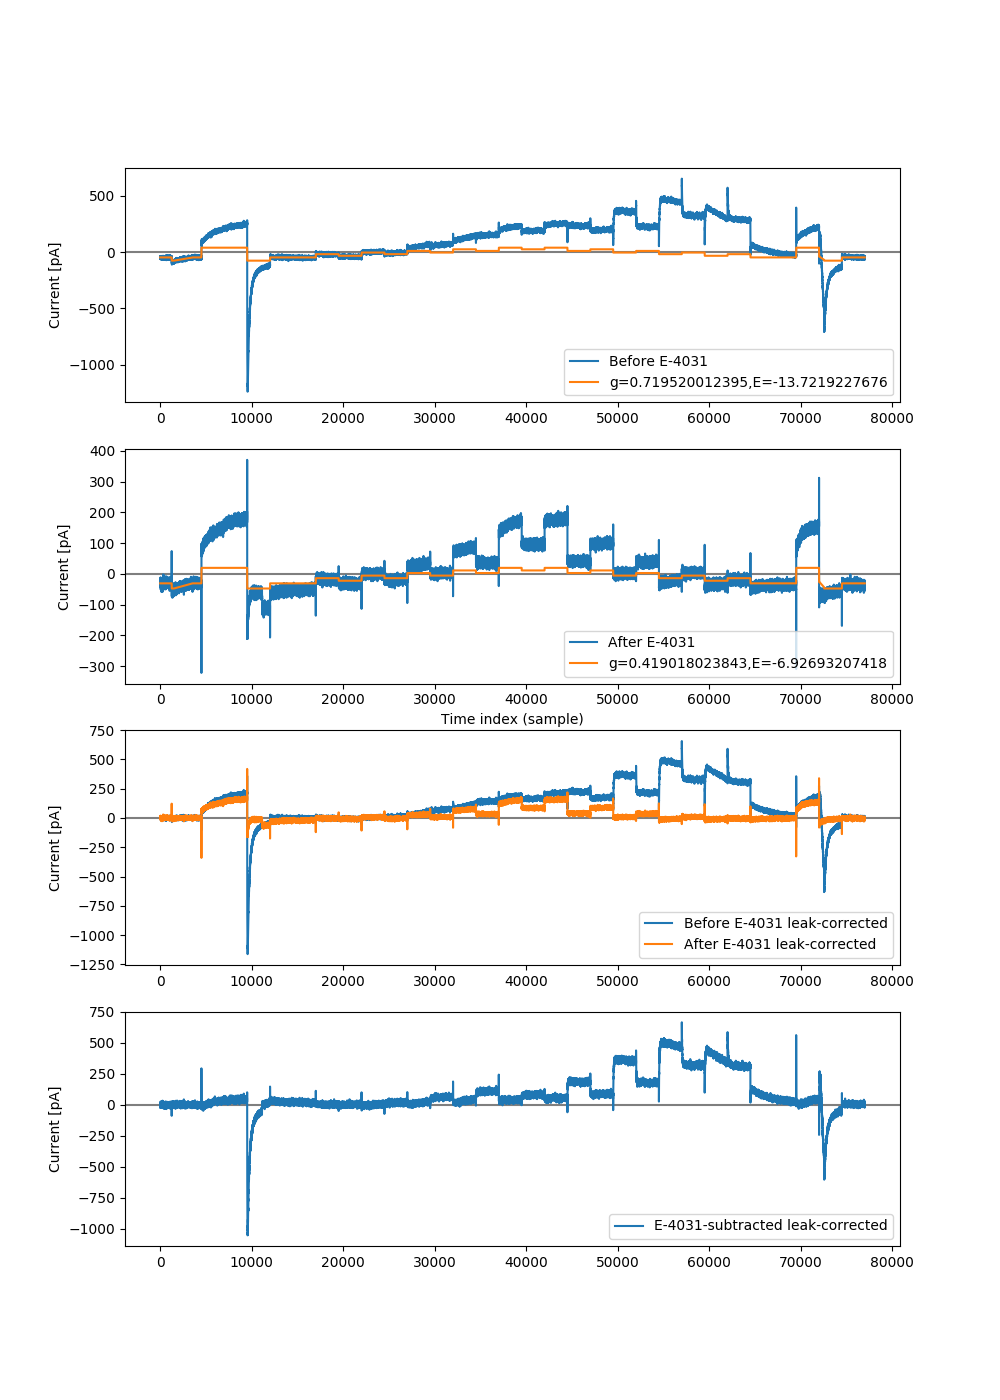 500
0
−500
−1000
Current [pA]
Before E-4031
g=0.719520012395,E=-13.7219227676
0 10000 20000 30000 40000 50000 60000 70000 80000
400
300
200
100
0
−100
−200
−300
Current [pA]
After E-4031
g=0.419018023843,E=-6.92693207418
0 10000 20000 30000 40000 50000 60000 70000 80000
Time index (sample)
750
500
250
0
−250
−500
−750
−1000
−1250
Current [pA]
Before E-4031 leak-corrected
After E-4031 leak-corrected
0 10000 20000 30000 40000 50000 60000 70000 80000
750
500
250
0
−250
−500
−750
−1000
Current [pA]
E-4031-subtracted leak-corrected
0 10000 20000 30000 40000 50000 60000 70000 80000